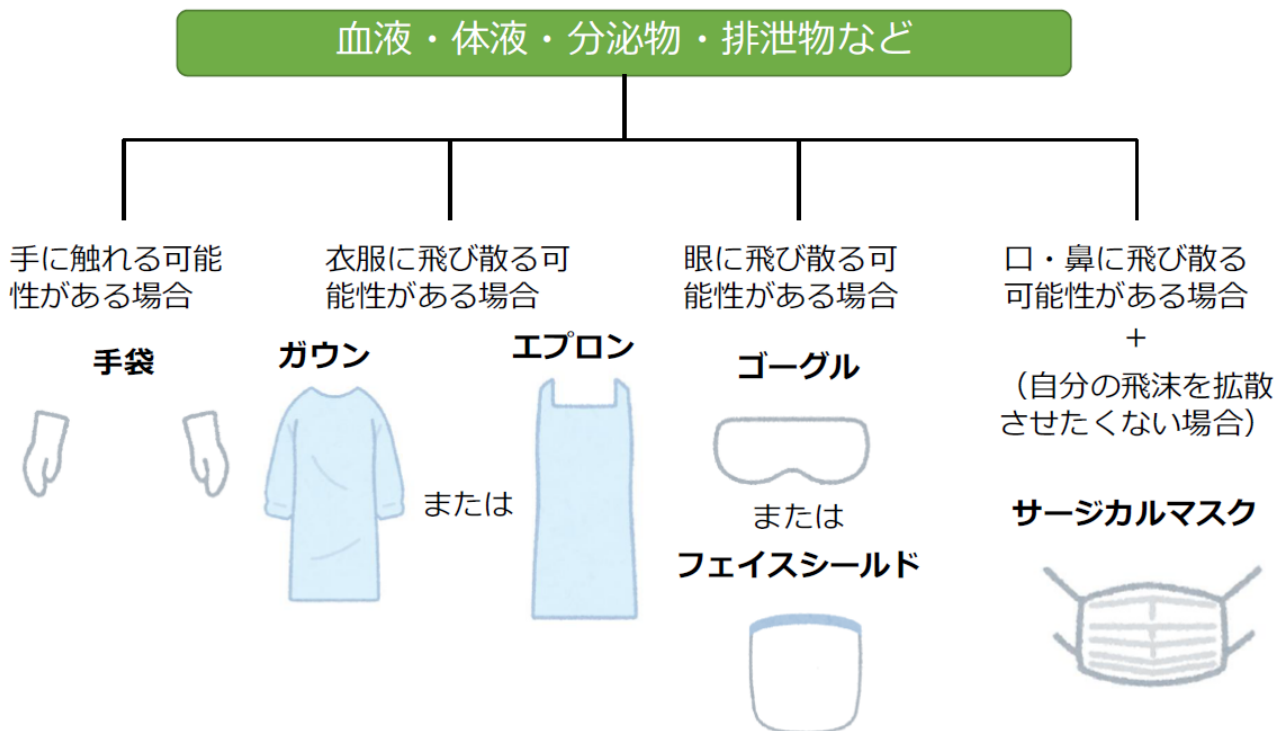 血液・体液・分泌物・排泄物など
手に触れる可能
性がある場合
手袋
衣服に飛び散る可
能性がある場合
ガウン
または
エプロン
眼に飛び散る可
能性がある場合
ゴーグル
または
フェイスシールド
口・鼻に飛び散る
可能性がある場合
+
（自分の飛沫を拡散
させたくない場合）
サージカルマスク